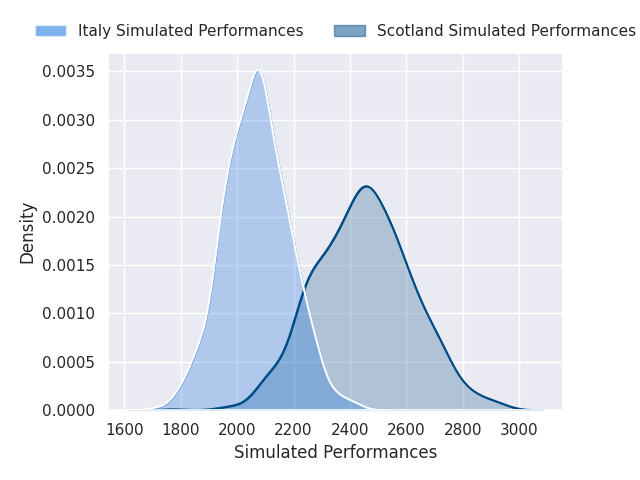 Italy Simulated Performances Scotland Simulated Performances
0.0035
0.0030
0.0025
0.0020
0.0015
0.0010
0.0005
0.0000
Density
1600 1800 2000 2200 2400 2600 2800 3000
Simulated Performances